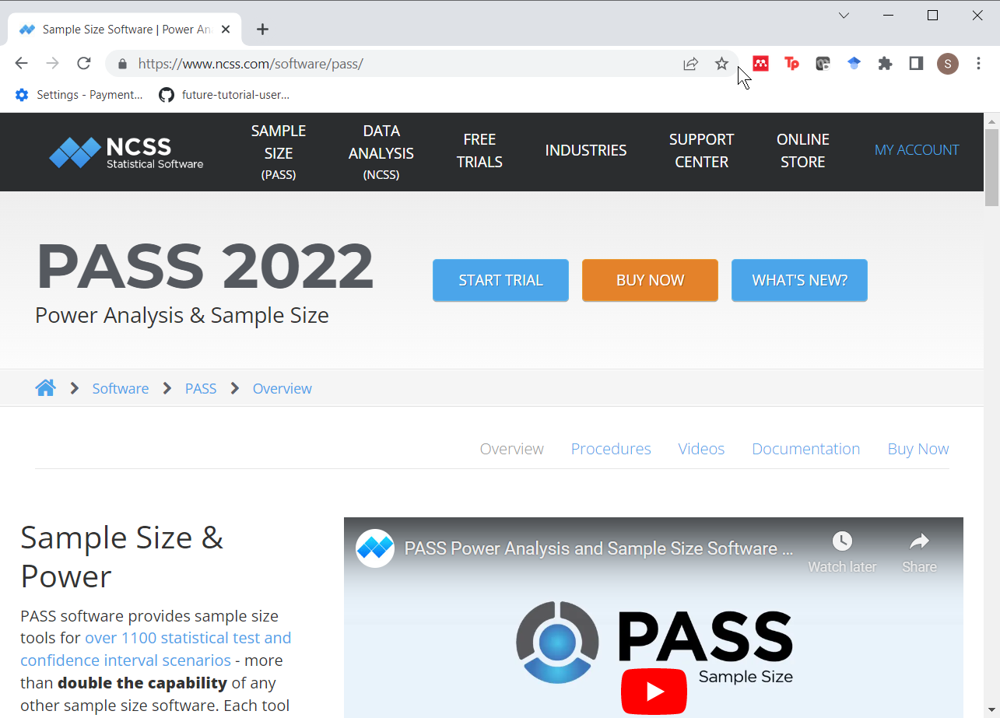 Sample Size Software | Power An
https://www.ncss.com/software/pass/
Tp
S
Settings - Payment...
future-tutorial-user...
NCSS
Statistical Software
SAMPLE
SIZE
(PASS)
DATA
ANALYSIS
(NCSS)
FREE
TRIALS
INDUSTRIES
SUPPORT
CENTER
ONLINE
STORE
MY ACCOUNT
PASS 2022
Power Analysis & Sample Size
START TRIAL
BUY NOW
WHAT'S NEW?
Software
PASS
Overview
Overview
Procedures
Videos
Documentation
Buy Now
Sample Size &
Power
PASS software provides sample size
tools for over 1100 statistical test and
confidence interval scenarios - more
than double the capability of any
other sample size software. Each tool
PASS Power Analysis and Sample Size Software ...
Watch later
Share
PASS
Sample Size